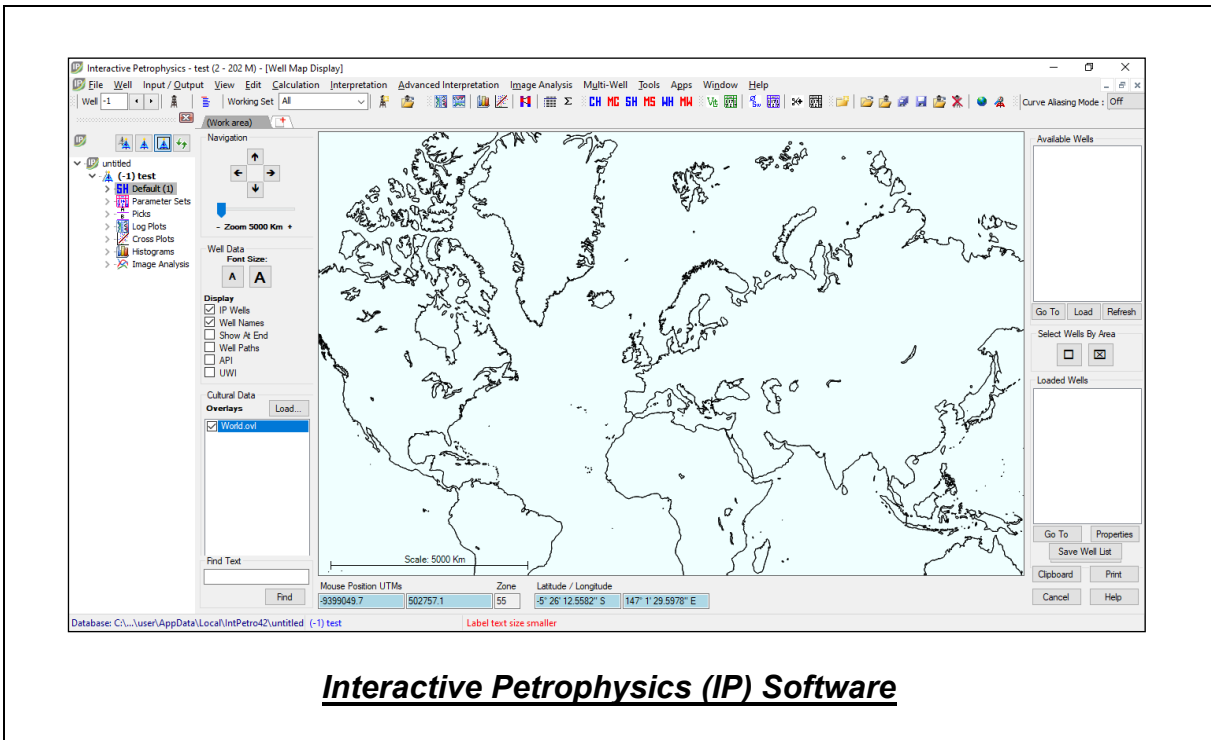 Interactive Petrophysics - test (2 - 202 M) - [Well Map Display]
File Well Input / Output View Edit Calculation Interpretation Advanced Interpretation Image Analysis Multi-Well Tools Apps Window Help
Well -1 Working Set All CH MC SH MS WH MW Curve Aliasing Mode : Off
(Work area)
untitled
(-1) test
SH Default (1)
Parameter Sets
Picks
Log Plots
Cross Plots
Histograms
Image Analysis
Navigation
- Zoom 5000 Km +
Well Data
Font Size:
A A
Display
IP Wells
Well Names
Show At End
Well Paths
API
UWI
Cultural Data
Overlays Load...
World.ovl
Find Text
Find
Scale: 5000 Km
Mouse Position UTMs Zone Latitude / Longitude
-9399049.7 502757.1 55 -5° 26' 12.5582" S 147° 1' 29.5978" E
Available Wells
Go To Load Refresh
Select Wells By Area
Loaded Wells
Go To Properties
Save Well List
Clipboard Print
Cancel Help
Database: C:\...\user\AppData\Local\IntPetro42\untitled (-1) test Label text size smaller
Interactive Petrophysics (IP) Software